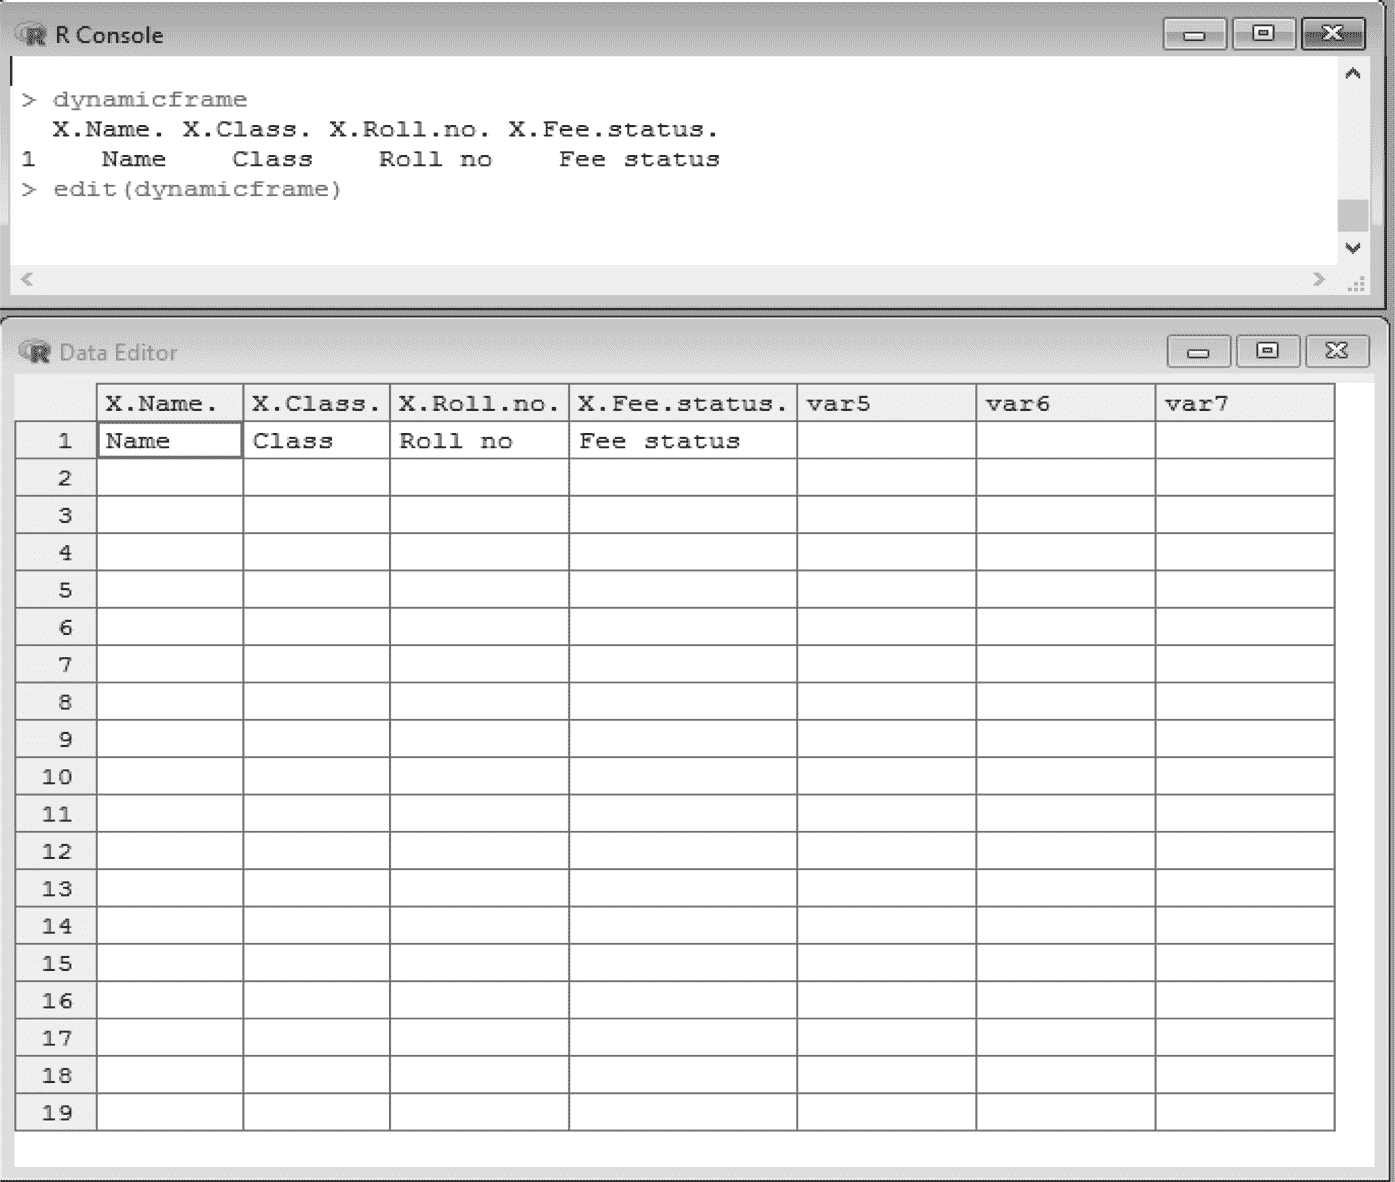 R Console
> dynamicframe
X.Name. X.Class. X.Roll.no. X.Fee.status.
1 Name Class Roll no Fee status
> edit(dynamicframe)
Data Editor
X.Name. X.Class. X.Roll.no. X.Fee.status. var5 var6 var7
1 Name Class Roll no Fee status
2
3
4
5
6
7
8
9
10
11
12
13
14
15
16
17
18
19